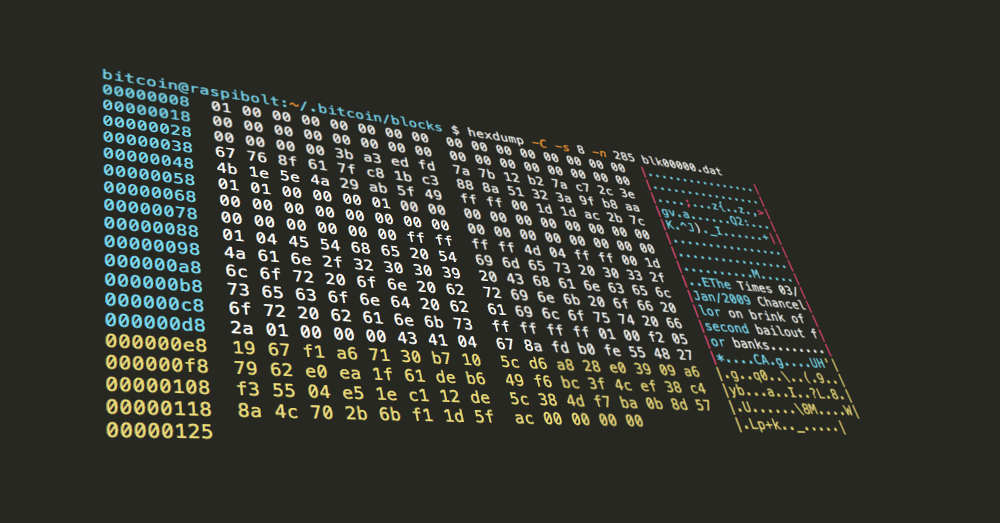 bitcoin@raspibolt:~/.bitcoin/blocks $ hexdump -C -s 8 -n 285 blk00000.dat
00000008  01 00 00 00 00 00 00 00  00 00 00 00 00 00 00 00  |................|
00000018  00 00 00 00 00 00 00 00  00 00 00 00 00 00 00 00  |................|
00000028  00 00 00 00 3b a3 ed fd  7a 7b 12 b2 7a c7 2c 3e  |....;...z{..z.,>|
00000038  67 76 8f 61 7f c8 1b c3  88 8a 51 32 3a 9f b8 aa  |gv.a......Q2:...|
00000048  4b 1e 5e 4a 29 ab 5f 49  ff ff 00 1d 1d ac 2b 7c  |K.^J)._I......+||
00000058  01 01 00 00 00 01 00 00  00 00 00 00 00 00 00 00  |................|
00000068  00 00 00 00 00 00 00 00  00 00 00 00 00 00 00 00  |................|
00000078  00 00 00 00 00 00 ff ff  ff ff 4d 04 ff ff 00 1d  |..........M.....|
00000088  01 04 45 54 68 65 20 54  69 6d 65 73 20 30 33 2f  |..EThe Times 03/|
00000098  4a 61 6e 2f 32 30 30 39  20 43 68 61 6e 63 65 6c  |Jan/2009 Chancel|
000000a8  6c 6f 72 20 6f 6e 20 62  72 69 6e 6b 20 6f 66 20  |lor on brink of |
000000b8  73 65 63 6f 6e 64 20 62  61 69 6c 6f 75 74 20 66  |second bailout f|
000000c8  6f 72 20 62 61 6e 6b 73  ff ff ff ff 01 00 f2 05  |or banks........|
000000d8  2a 01 00 00 00 43 41 04  67 8a fd b0 fe 55 48 27  |*....CA.g....UH'|
000000e8  19 67 f1 a6 71 30 b7 10  5c d6 a8 28 e0 39 09 a6  |.g..q0..\..(.9..|
000000f8  79 62 e0 ea 1f 61 de b6  49 f6 bc 3f 4c ef 38 c4  |yb...a..I..?L.8.|
00000108  f3 55 04 e5 1e c1 12 de  5c 38 4d f7 ba 0b 8d 57  |.U......\8M....W|
00000118  8a 4c 70 2b 6b f1 1d 5f  ac 00 00 00 00  |.Lp+k.._.....|
00000125